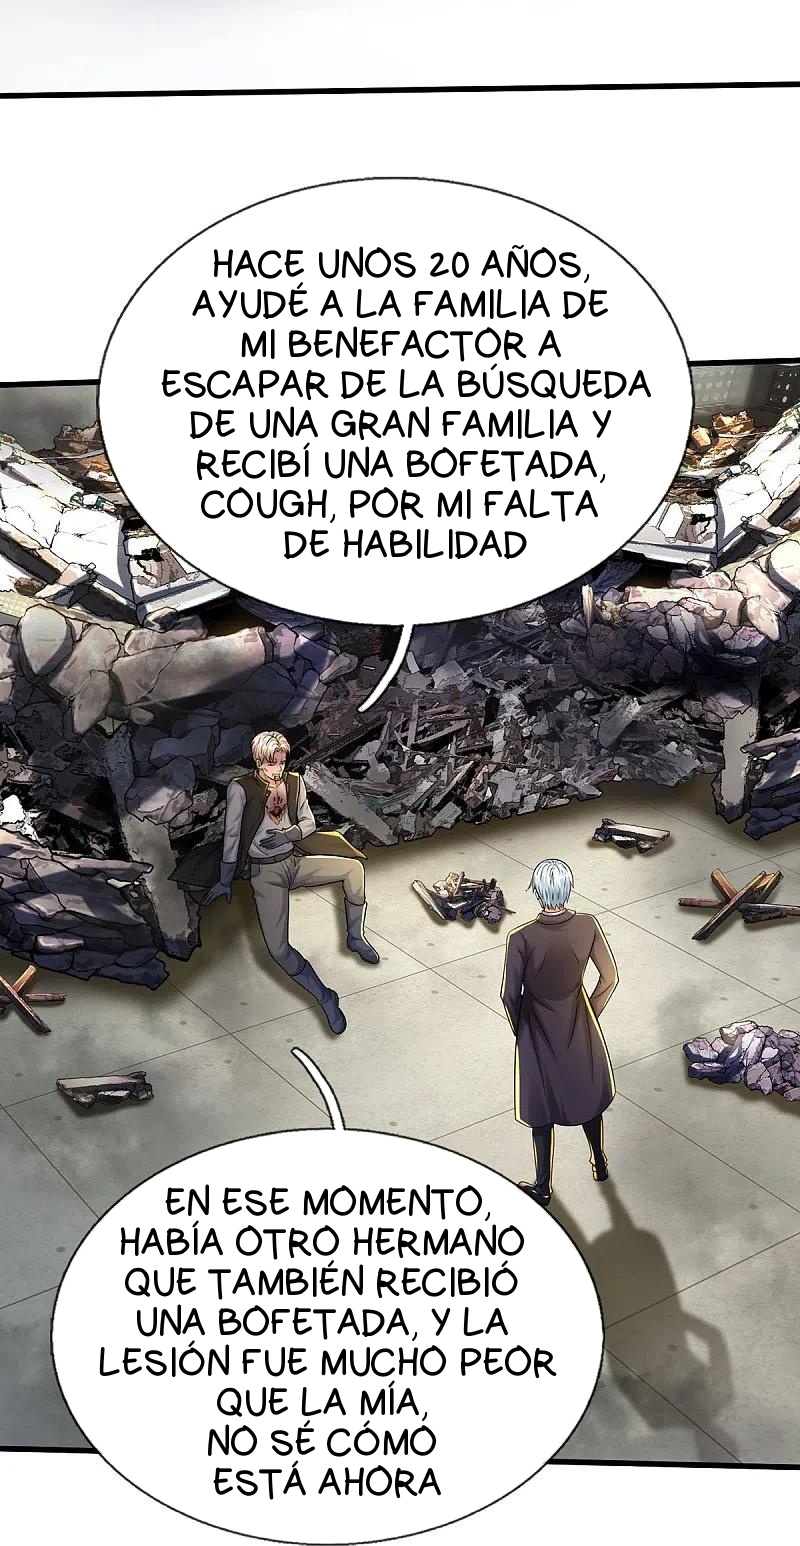 HACE UNOS 20 AÑOS,
AYUDÉ A LA FAMILIA DE
MI BENEFACTOR A
ESCAPAR DE LA BÚSQUEDA
DE UNA GRAN FAMILIA Y
RECIBÍ UNA BOFETADA,
COUGH, POR MI FALTA
DE HABILIDAD
EN ESE MOMENTO,
HABÍA OTRO HERMANO
QUE TAMBIÉN RECIBIÓ
UNA BOFETADA, Y LA
LESIÓN FUE MUCHO PEOR
QUE LA MÍA,
NO SÉ CÓMO
ESTÁ AHORA